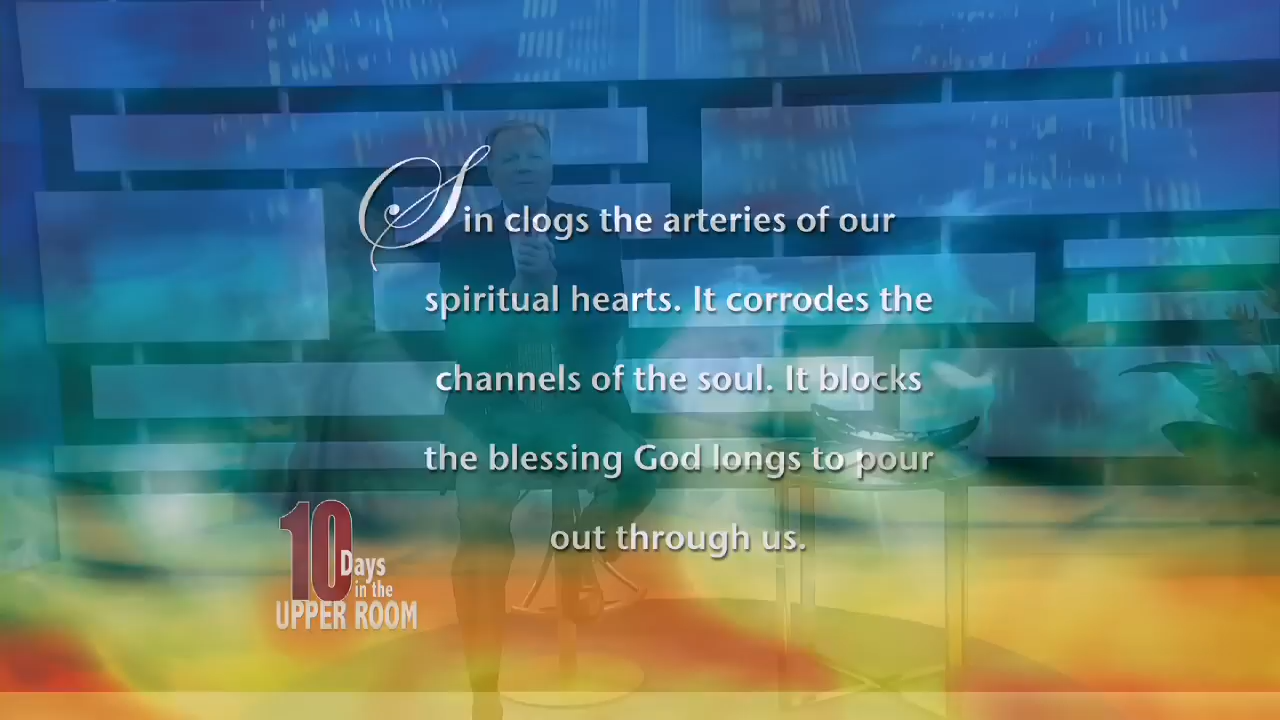 Sin clogs the arteries of our
spiritual hearts. It corrodes the
channels of the soul. It blocks
the blessing God longs to pour
out through us.
10
Days
in the
UPPER ROOM